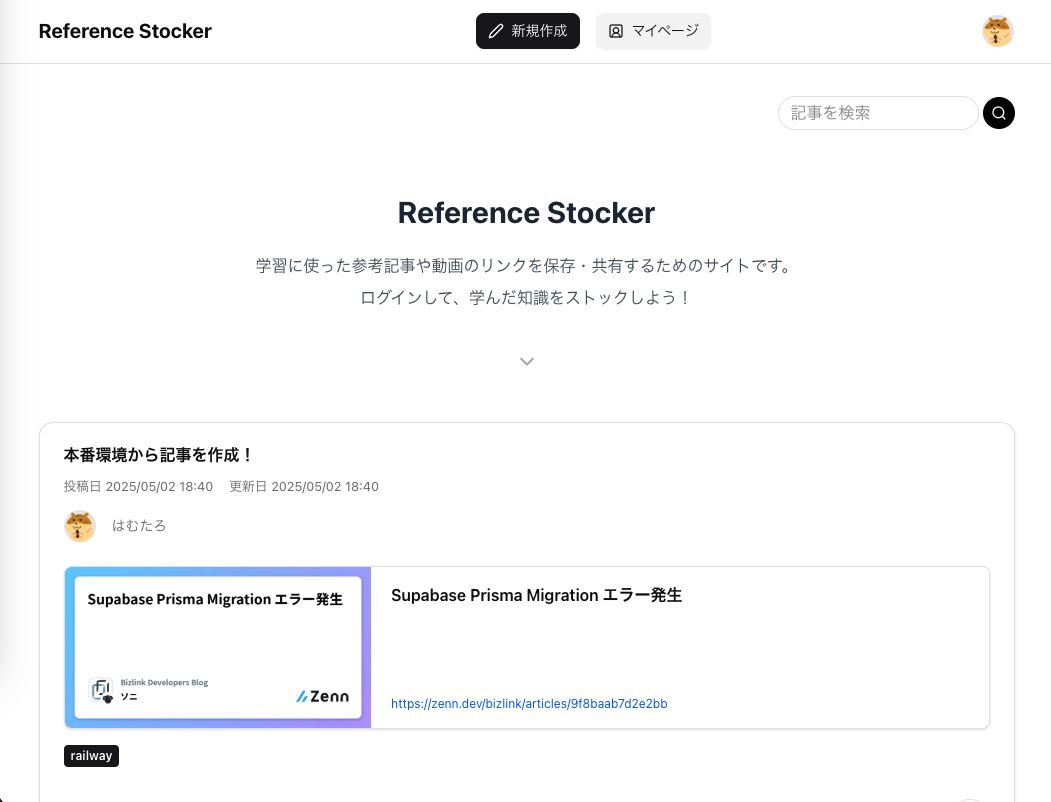 Reference Stocker
新規作成
マイページ
記事を検索
Reference Stocker
学習に使った参考記事や動画のリンクを保存・共有するためのサイトです。
ログインして、学んだ知識をストックしよう！
本番環境から記事を作成！
投稿日 2025/05/02 18:40 更新日 2025/05/02 18:40
はむたろ
Supabase Prisma Migration エラー発生
Bizlink Developers Blog
ソニ
Zenn
Supabase Prisma Migration エラー発生
https://zenn.dev/bizlink/articles/9f8baab7d2e2bb
railway